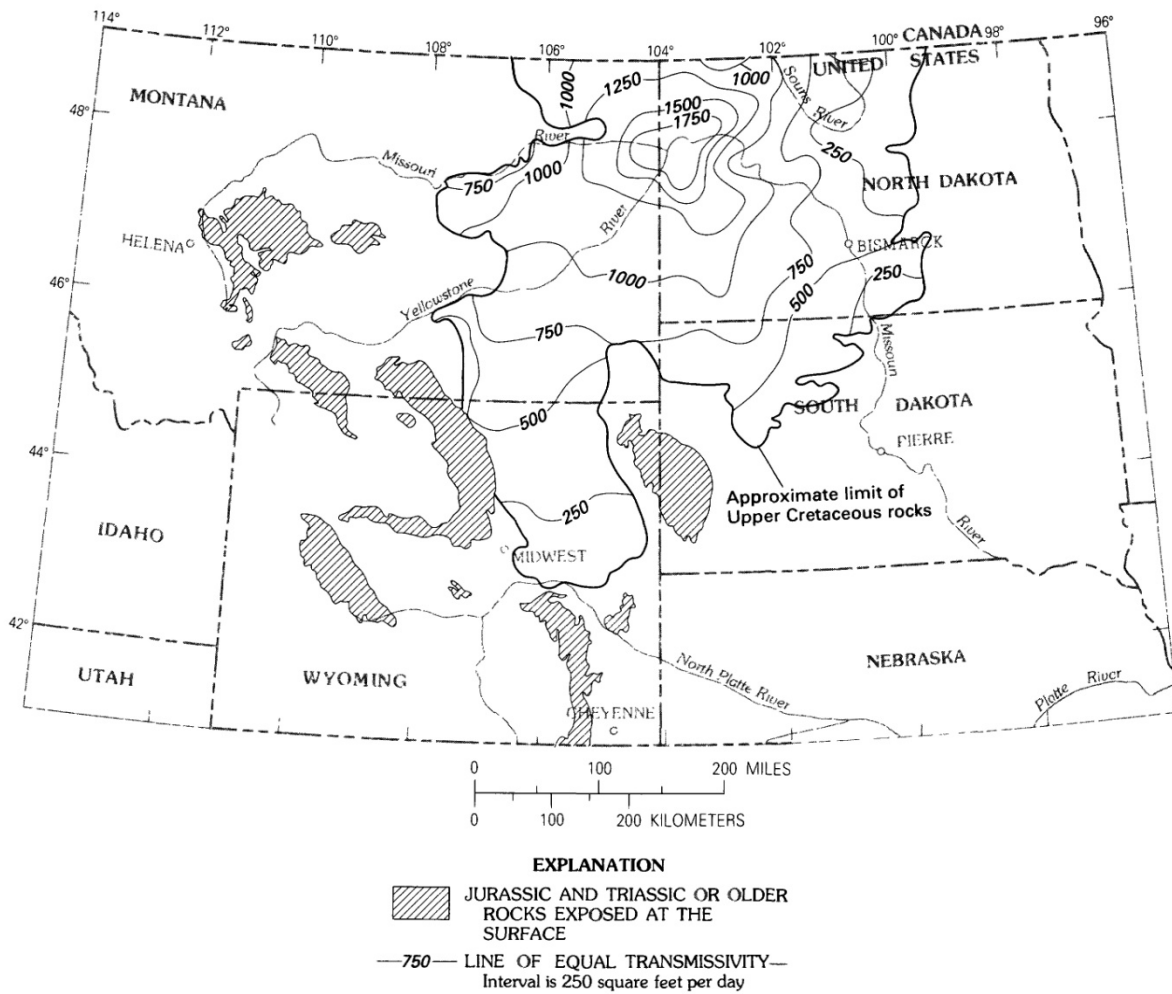 114°
112°
110°
108°
106°
104°
102°
100°
CANADA
98°
96°
UNITED STATES
MONTANA
48°
46°
44°
42°
1000
1250
1000
1500
1750
Souris River
River
Missouri
750
1000
250
NORTH DAKOTA
HELENA
River
BISMARCK
250
Yellowstone
1000
750
500
750
Missouri
500
SOUTH DAKOTA
PIERRE
Approximate limit of
Upper Cretaceous rocks
River
IDAHO
250
MIDWEST
UTAH
WYOMING
North Platte River
NEBRASKA
Platte River
CHEYENNE
0 100 200 MILES
0 100 200 KILOMETERS
EXPLANATION
JURASSIC AND TRIASSIC OR OLDER
ROCKS EXPOSED AT THE
SURFACE
—750— LINE OF EQUAL TRANSMISSIVITY—
Interval is 250 square feet per day